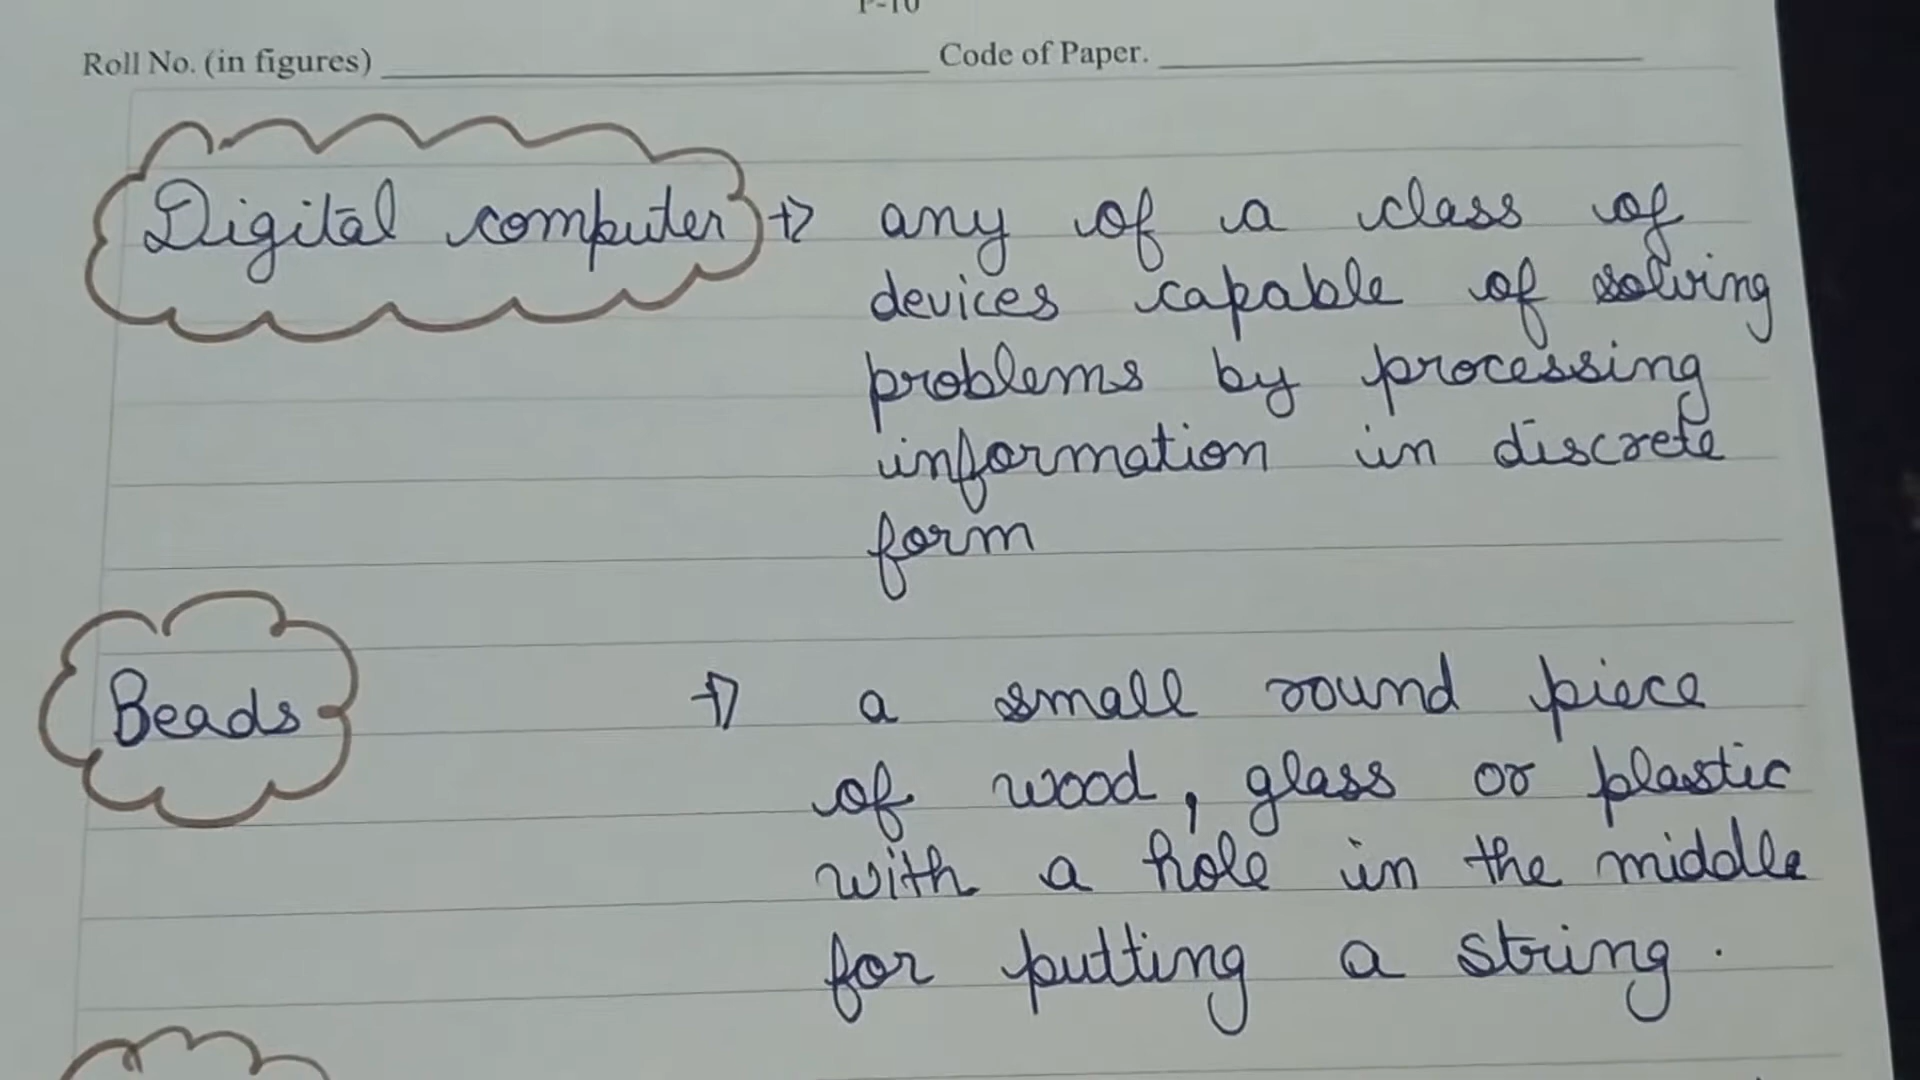 P-10
Roll No. (in figures) Code of Paper.
Digital computer → any of a class of
devices capable of solving
problems by processing
information in discrete
form
Beads → a small round piece
of wood, glass or plastic
with a hole in the middle
for putting a string.